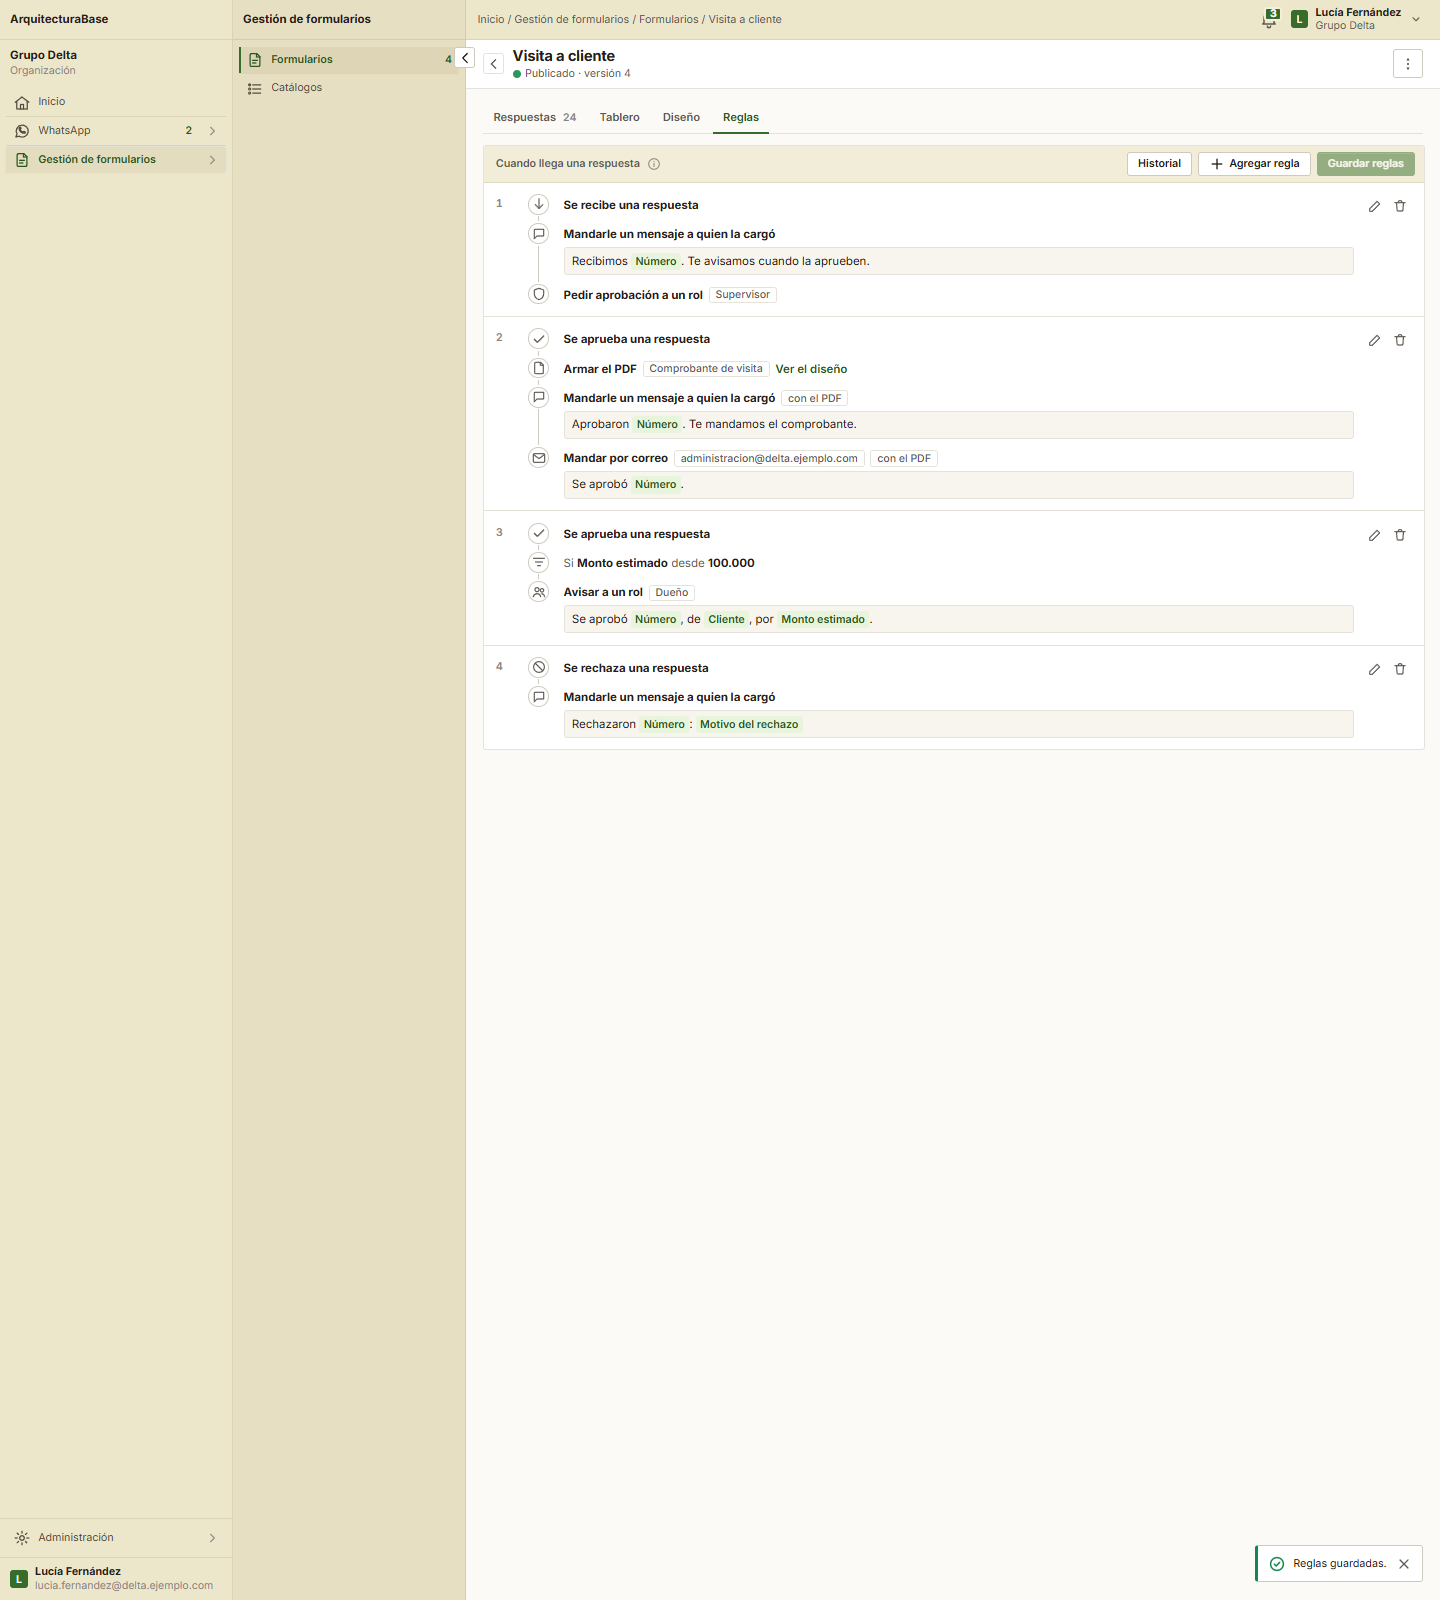 ArquitecturaBase
Grupo Delta
Organización
Inicio
WhatsApp 2
Gestión de formularios
Administración
Lucía Fernández
L
lucia.fernandez@delta.ejemplo.com
Gestión de formularios
Formularios 4
Catálogos
Inicio / Gestión de formularios / Formularios / Visita a cliente
3
L
Lucía Fernández
Grupo Delta
Visita a cliente
Publicado · versión 4
Respuestas 24 Tablero Diseño Reglas
Cuando llega una respuesta Historial Agregar regla Guardar reglas
1 Se recibe una respuesta
Mandarle un mensaje a quien la cargó
Recibimos Número . Te avisamos cuando la aprueben.
Pedir aprobación a un rol Supervisor
2 Se aprueba una respuesta
Armar el PDF Comprobante de visita Ver el diseño
Mandarle un mensaje a quien la cargó con el PDF
Aprobaron Número . Te mandamos el comprobante.
Mandar por correo administracion@delta.ejemplo.com con el PDF
Se aprobó Número .
3 Se aprueba una respuesta
Si Monto estimado desde 100.000
Avisar a un rol Dueño
Se aprobó Número , de Cliente , por Monto estimado .
4 Se rechaza una respuesta
Mandarle un mensaje a quien la cargó
Rechazaron Número : Motivo del rechazo
Reglas guardadas.